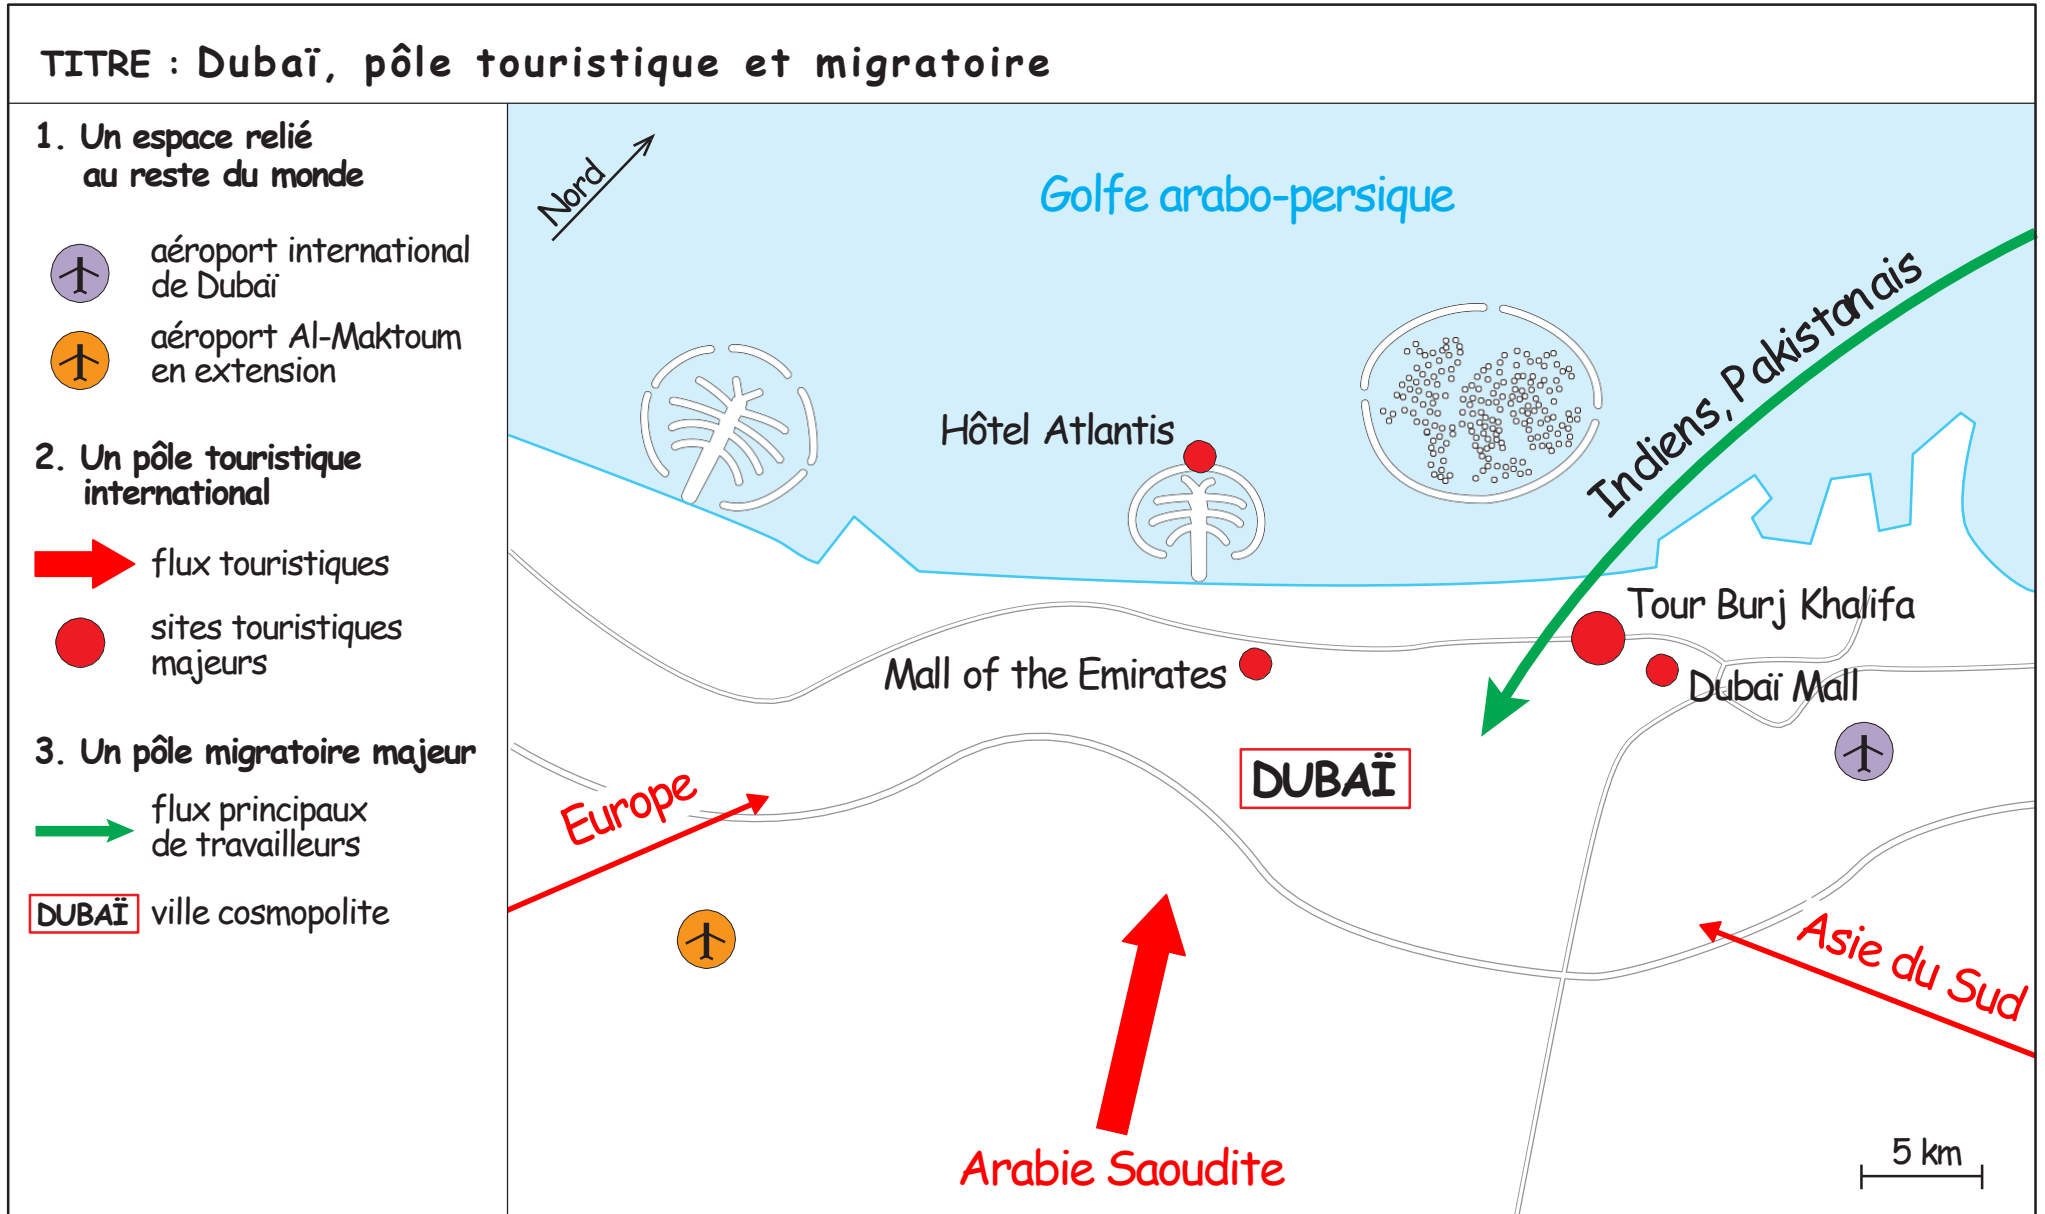 TITRE : Dubaï, pôle touristique et migratoire
1. Un espace relié
au reste du monde
aéroport international
de Dubaï
aéroport Al-Maktoum
en extension
2. Un pôle touristique
international
flux touristiques
sites touristiques
majeurs
3. Un pôle migratoire majeur
flux principaux
de travailleurs
DUBAÏ ville cosmopolite
Nord
Golfe arabo-persique
Indiens, Pakistanais
Hôtel Atlantis
Tour Burj Khalifa
Mall of the Emirates
Dubaï Mall
DUBAÏ
Europe
Asie du Sud
Arabie Saoudite
5 km